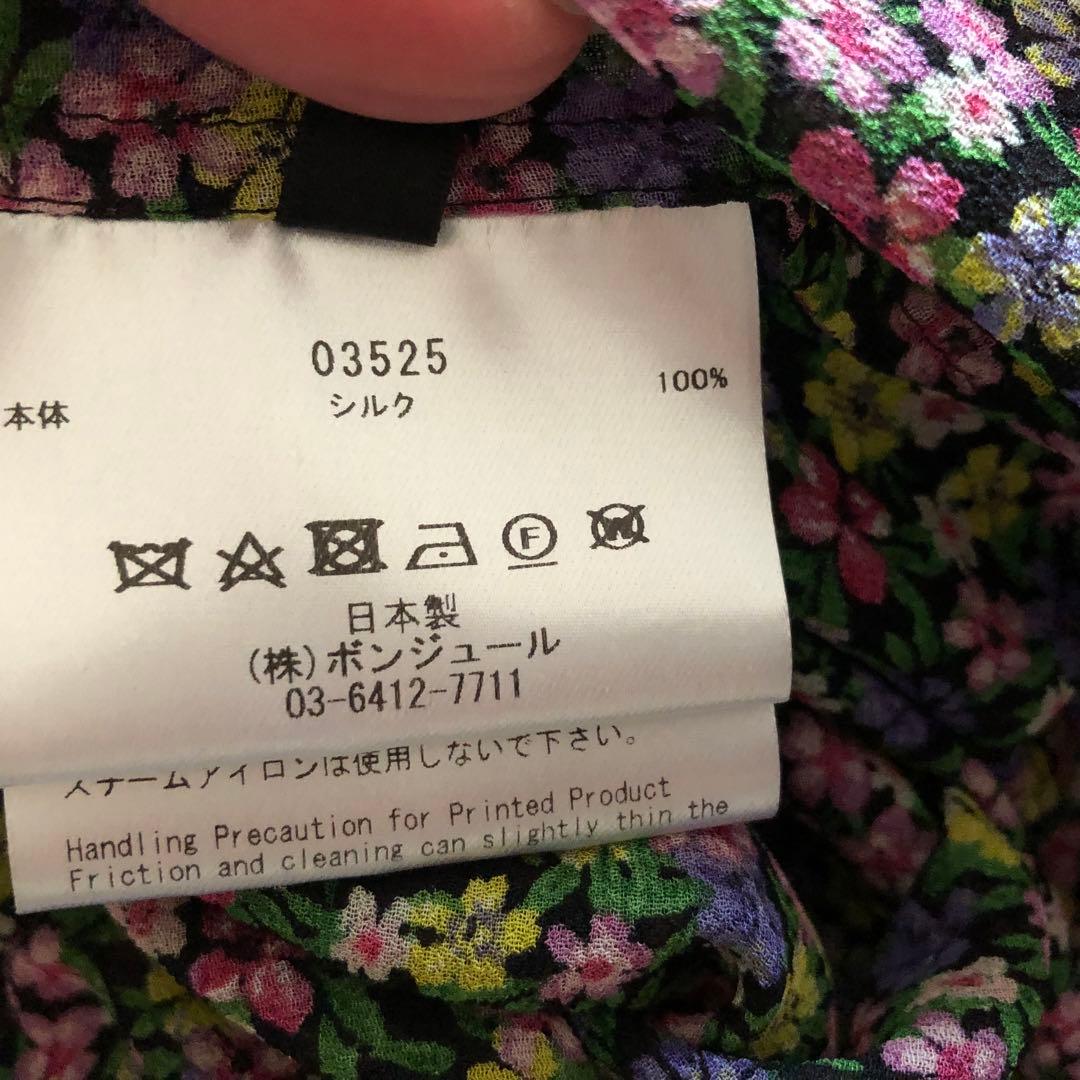 03525
本体 シルク 100%
F W
日本製
(株)ボンジュール
03-6412-7711
スチームアイロンは使用しないで下さい。
Handling Precaution for Printed Product
Friction and cleaning can slightly thin the